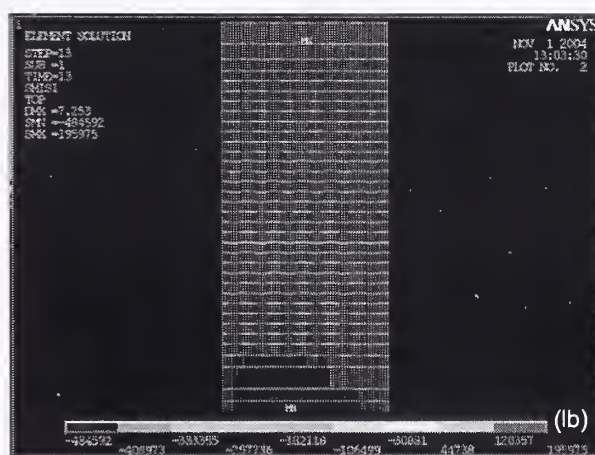 1
ANSYS
ELEMENT SOLUTION
STEP=13
SUB =1
TIME=13
SMIS1
TOP
DMX =7.253
SMN =-484592
SMX =195975
NOV 1 2004
13:03:30
PLOT NO. 2
MX
MN
(lb)
-484592 -333355 -182118 -30881 120357
-408973 -257736 -106499 44738 195975